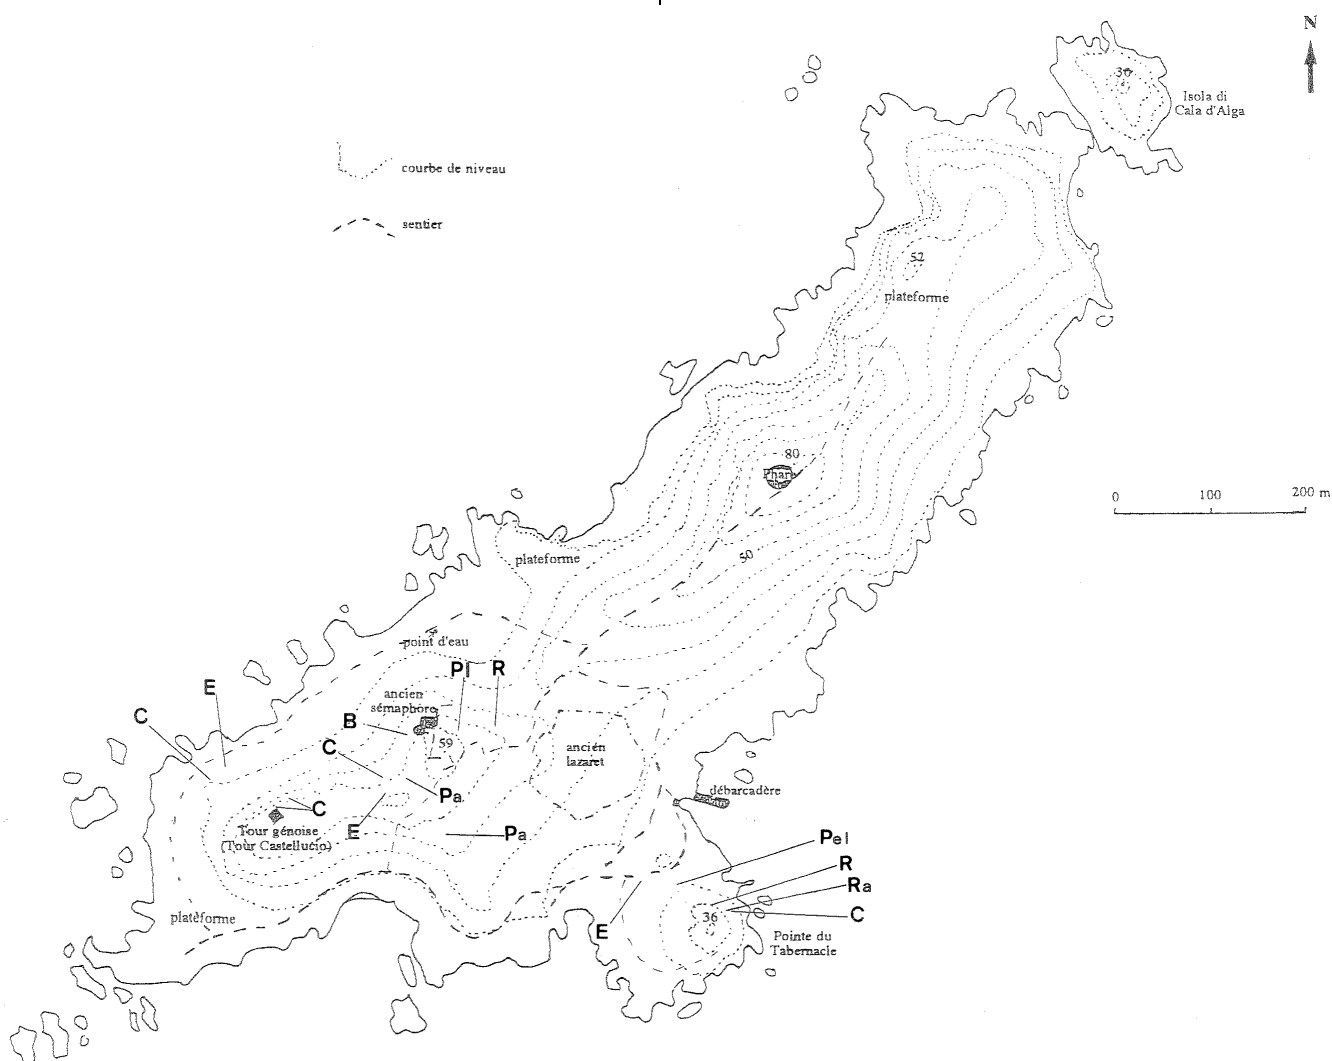 N
30
Isola di
Cala d'Alga
courbe de niveau
sentier
52
plateforme
80
Phare
0 100 200 m
50
plateforme
point d'eau
Pl R
E
C
ancien
sémaphore
B
59
C
ancien
lazaret
Pa
débarcadère
C
Tour génoise
(Tour Castellucio)
E
Pa
Pel
R
Ra
C
36
plateforme
E
Pointe du
Tabernacle